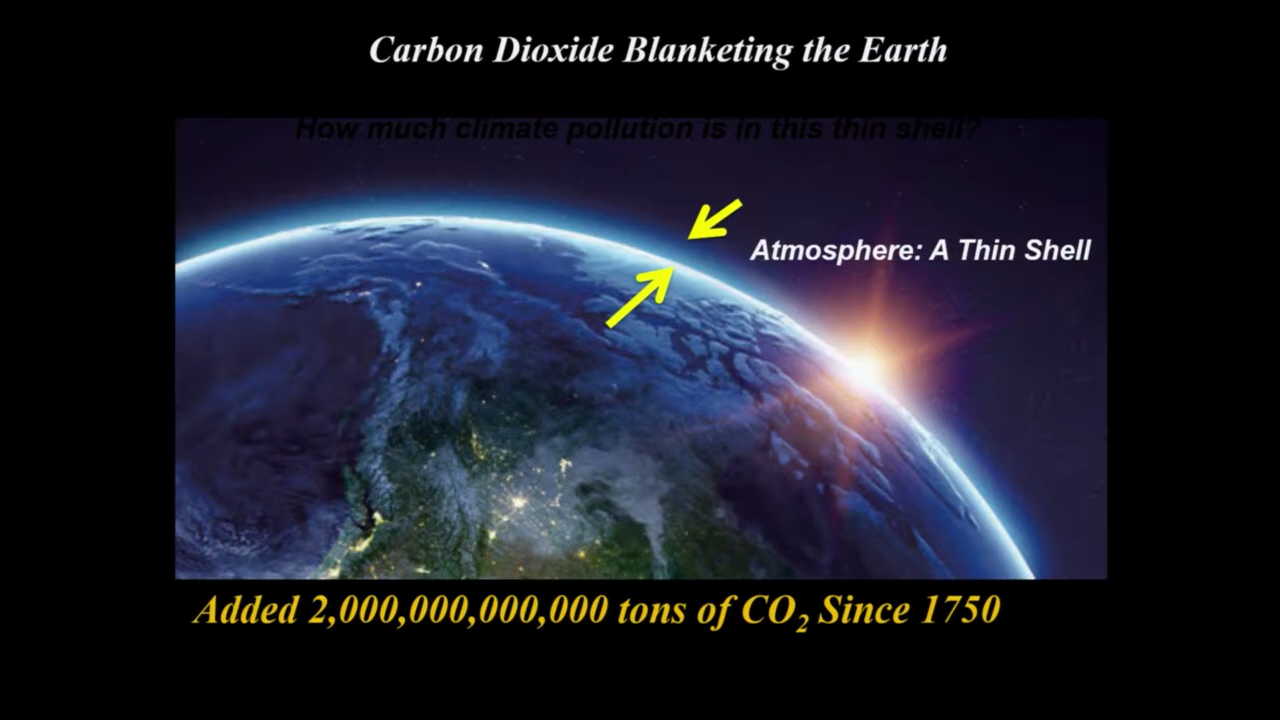 Carbon Dioxide Blanketing the Earth
How much climate pollution is in this thin shell?
Atmosphere: A Thin Shell
Added 2,000,000,000,000 tons of CO₂ Since 1750